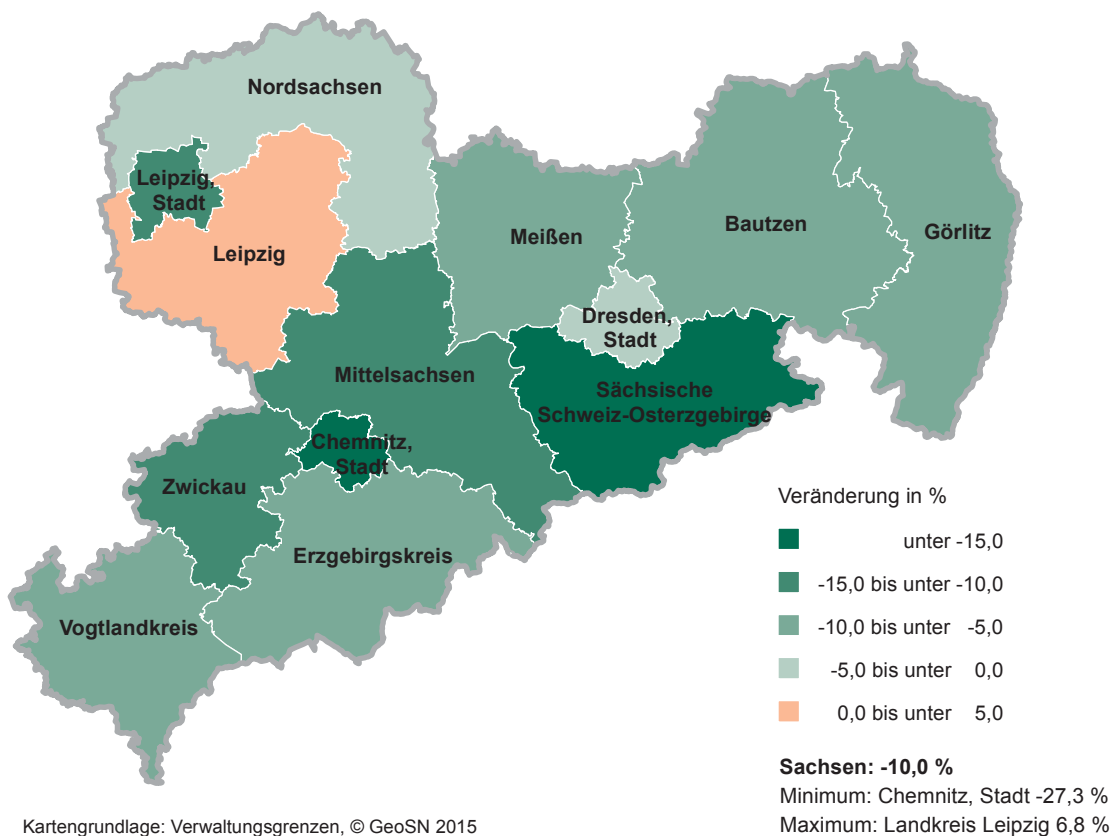 Nordsachsen
Leipzig,
Stadt
Leipzig
Meißen
Bautzen
Görlitz
Dresden,
Stadt
Mittelsachsen
Sächsische
Schweiz-Osterzgebirge
Chemnitz,
Stadt
Zwickau
Erzgebirgskreis
Vogtlandkreis
Veränderung in %
unter -15,0
-15,0 bis unter -10,0
-10,0 bis unter -5,0
-5,0 bis unter 0,0
0,0 bis unter 5,0
Sachsen: -10,0 %
Minimum: Chemnitz, Stadt -27,3 %
Maximum: Landkreis Leipzig 6,8 %
Kartengrundlage: Verwaltungsgrenzen, © GeoSN 2015